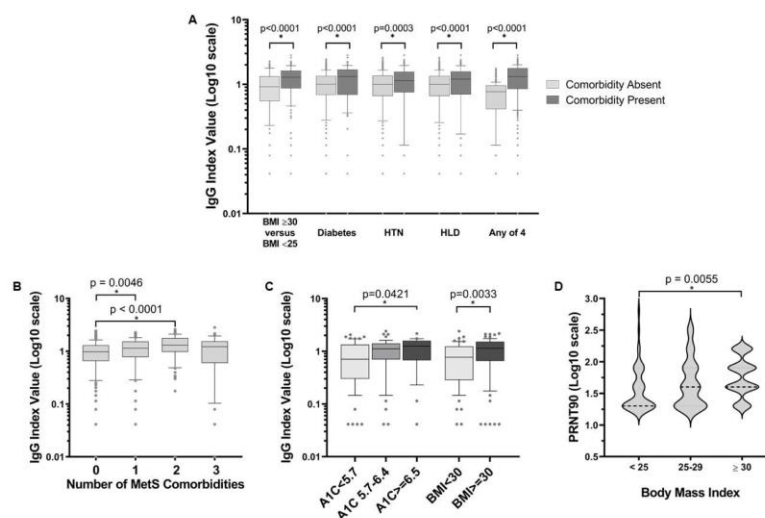 A
p<0.0001 p<0.0001 p=0.0003 p<0.0001 p<0.0001
* * * * *
IgG Index Value (Log10 scale)
10
1
0.1
0.01
BMI ≥30
versus
BMI <25
Diabetes
HTN
HLD
Any of 4
Comorbidity Absent
Comorbidity Present
B
p = 0.0046
*
p < 0.0001
*
IgG Index Value (Log10 scale)
10
1
0.1
0.01
0 1 2 3
Number of MetS Comorbidities
C
p=0.0421 p=0.0033
* *
IgG Index Value (Log10 scale)
10
1
0.1
0.01
A1C<5.7
A1C 5.7-6.4
A1C>=6.5
BMI<30
BMI>=30
D
p = 0.0055
*
PRNT90 (Log10 scale)
3.0
2.5
2.0
1.5
1.0
< 25 25-29 ≥ 30
Body Mass Index